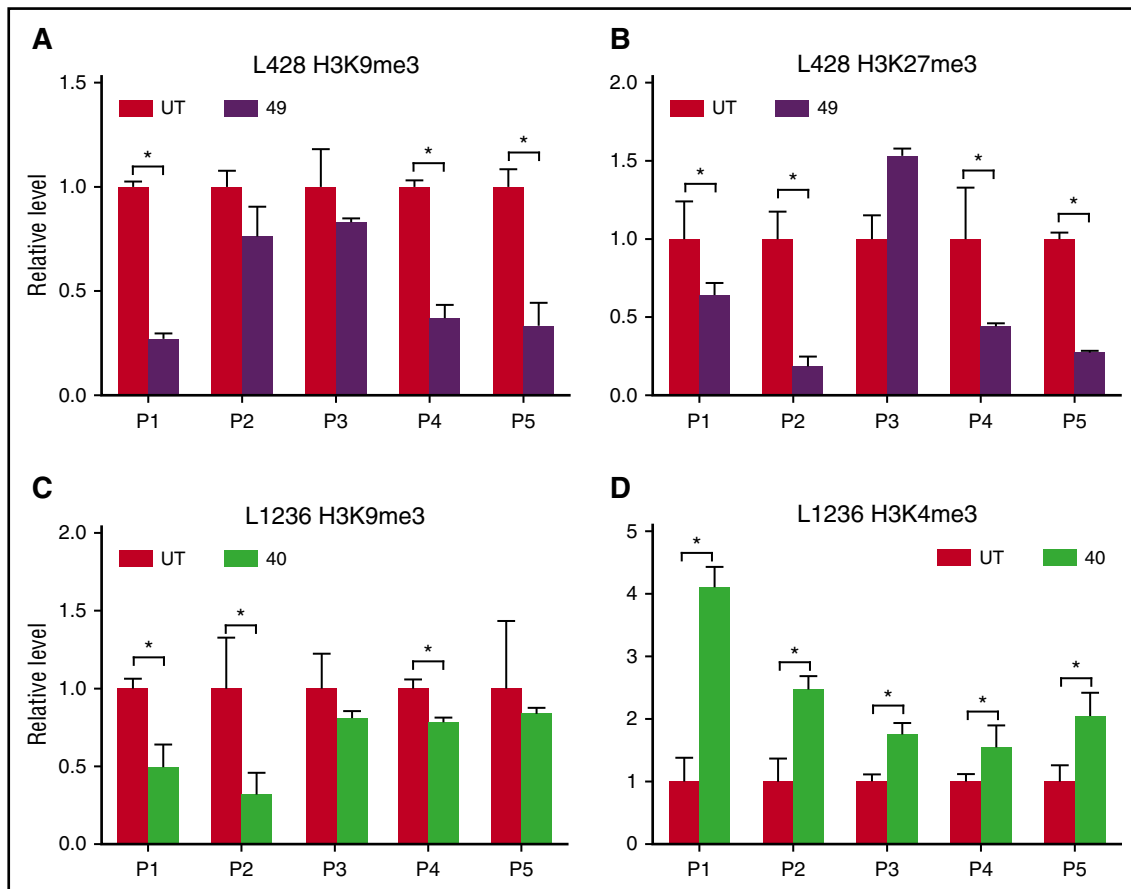 A
L428 H3K9me3
UT 49
Relative level
1.5
1.0
0.5
0.0
* * *
P1 P2 P3 P4 P5
B
L428 H3K27me3
UT 49
2.0
1.5
1.0
0.5
0.0
* * * *
P1 P2 P3 P4 P5
C
L1236 H3K9me3
UT 40
Relative level
2.0
1.5
1.0
0.5
0.0
* * *
P1 P2 P3 P4 P5
D
L1236 H3K4me3
UT 40
5
4
3
2
1
0
* * * * *
P1 P2 P3 P4 P5